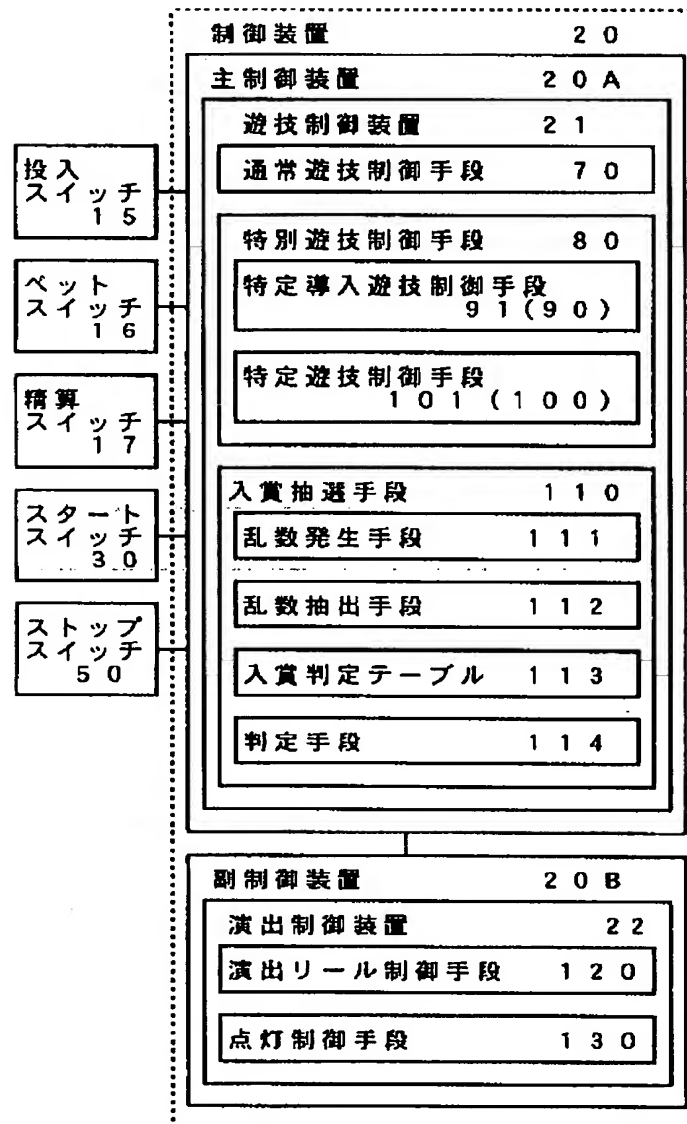 制御装置 20
主制御装置 20A
遊技制御装置 21
通常遊技制御手段 70
特別遊技制御手段 80
特定導入遊技制御手段
91(90)
特定遊技制御手段
101(100)
入賞抽選手段 110
乱数発生手段 111
乱数抽出手段 112
入賞判定テーブル 113
判定手段 114
投入
スイッチ
15
ベット
スイッチ
16
精算
スイッチ
17
スタート
スイッチ
30
ストップ
スイッチ
50
副制御装置 20B
演出制御装置 22
演出リール制御手段 120
点灯制御手段 130